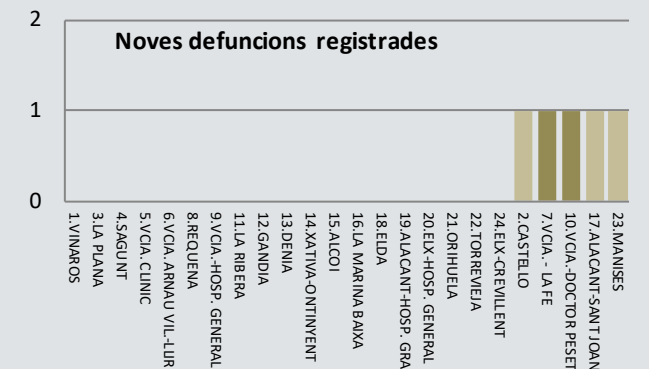 Noves defuncions registrades
2
1
0
1.VINAROS
3.LA PLANA
4.SAGUNT
5.VCIA.CLINIC
6.VCIA. ARNAU VIL.-LLIR
8.REQUENA
9.VCIA.-HOSP. GENERAL
11.LA RIBERA
12.GANDIA
13.DENIA
14.XATIVA-ONTINYENT
15.ALCOI
16.LA MARINA BAIXA
18.ELDA
19.ALACANT-HOSP. GRAL
20.ELX-HOSP. GENERAL
21.ORIHUELA
22.TORREVIEJA
24.ELX-CREVILLENT
2.CASTELLO
7.VCIA.- LA FE
10.VCIA.-DOCTOR PESET
17.ALACANT-SANT JOAN
23.MANISES